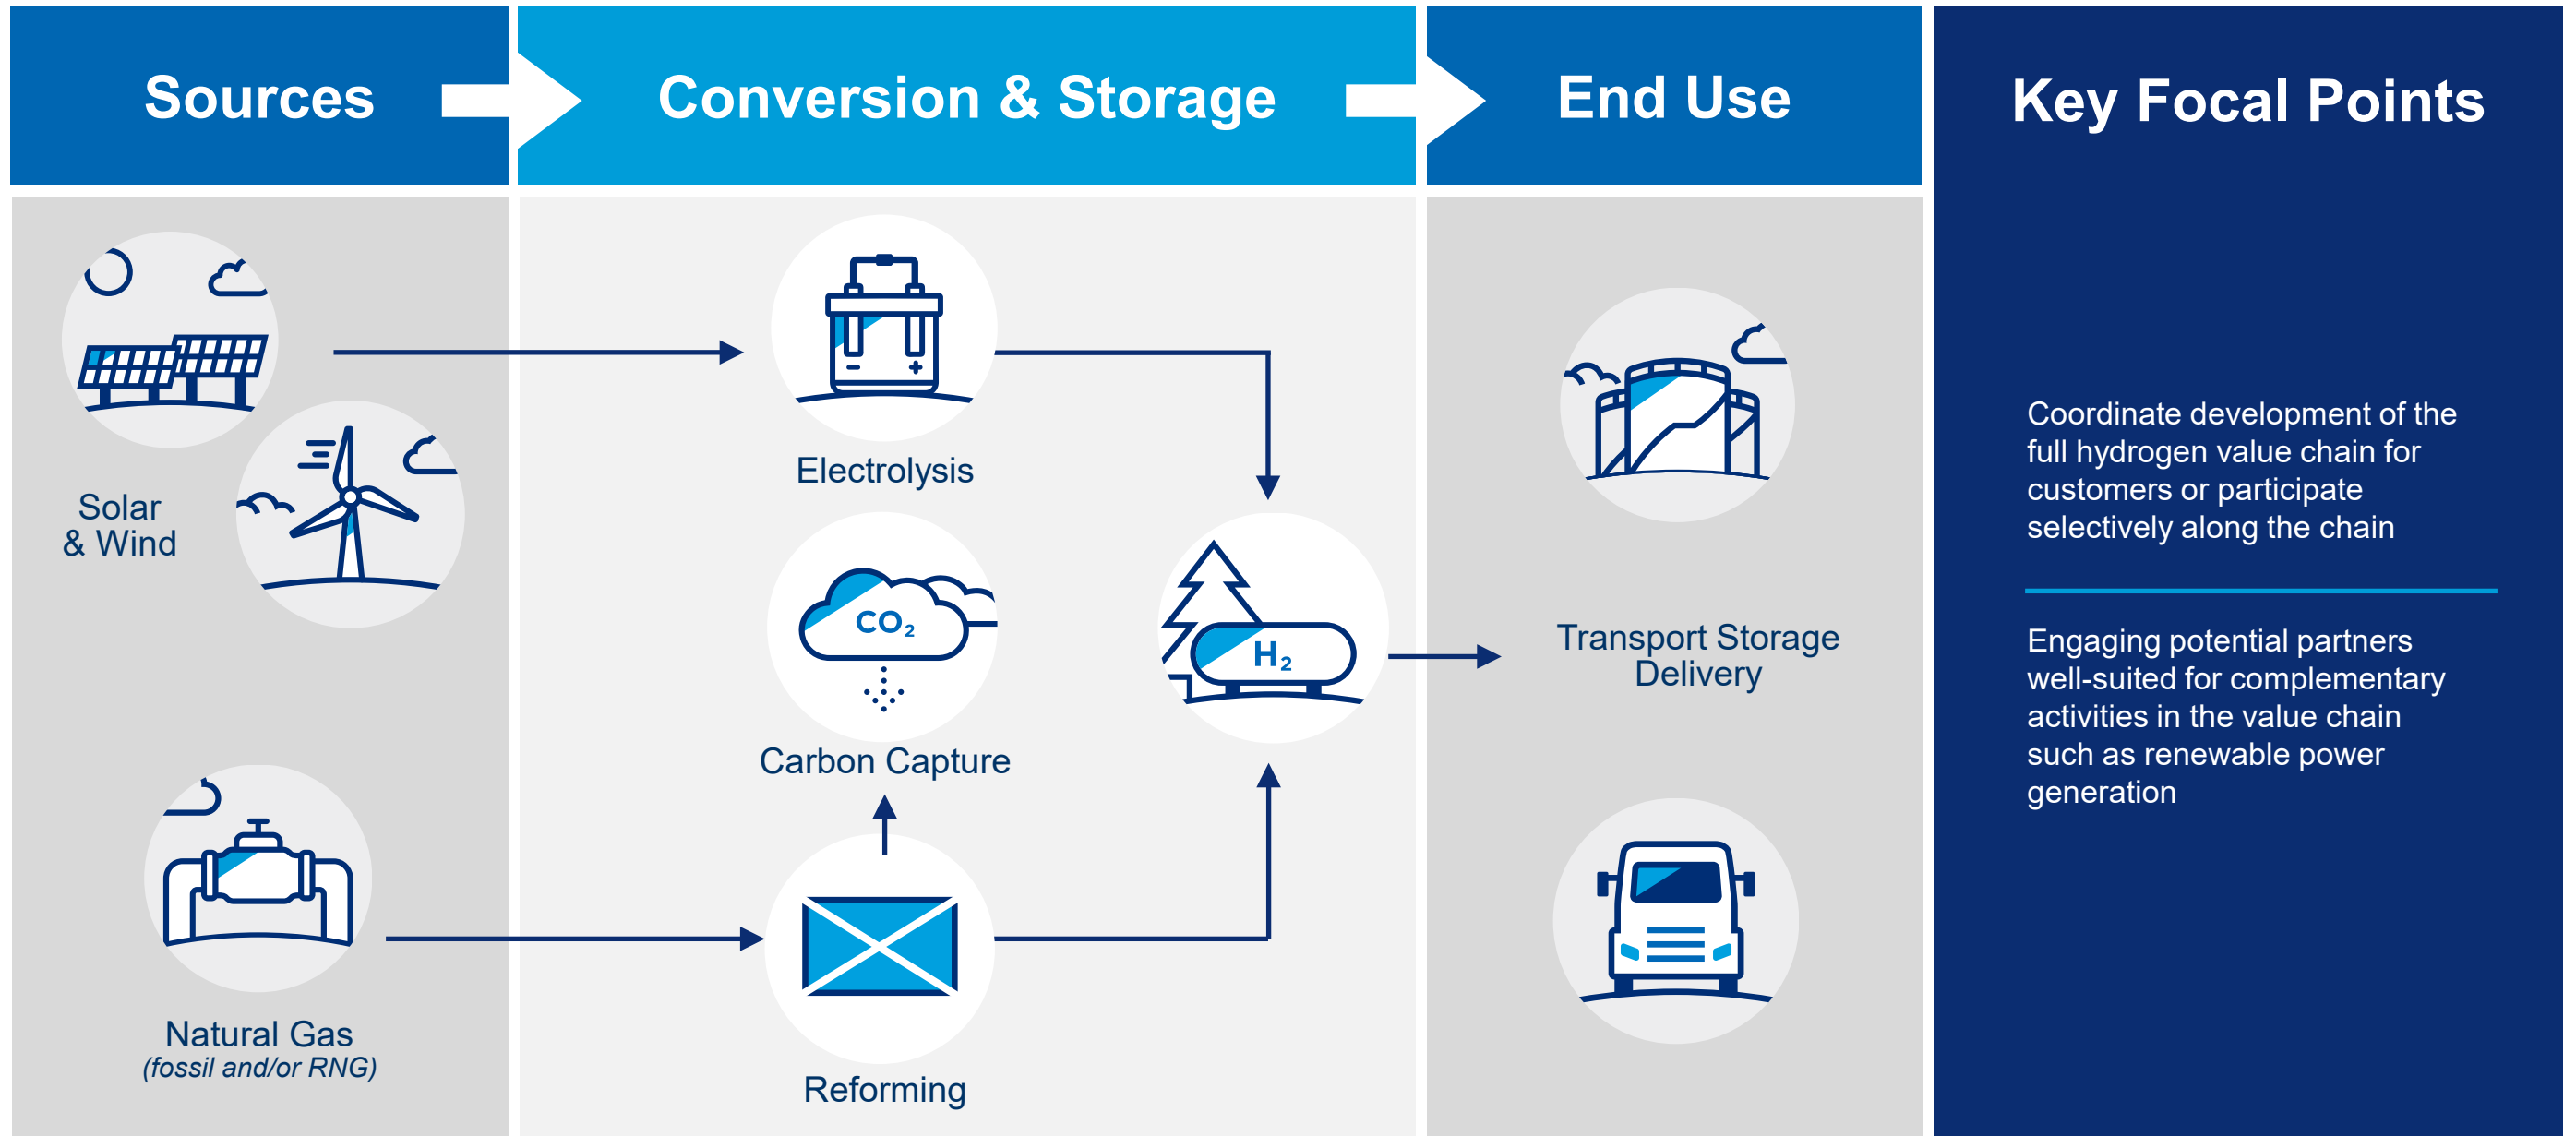 Sources
Conversion & Storage
End Use
Key Focal Points
Solar
& Wind
Natural Gas
(fossil and/or RNG)
Electrolysis
CO₂
Carbon Capture
Reforming
H₂
Transport Storage
Delivery
Coordinate development of the
full hydrogen value chain for
customers or participate
selectively along the chain
Engaging potential partners
well-suited for complementary
activities in the value chain
such as renewable power
generation